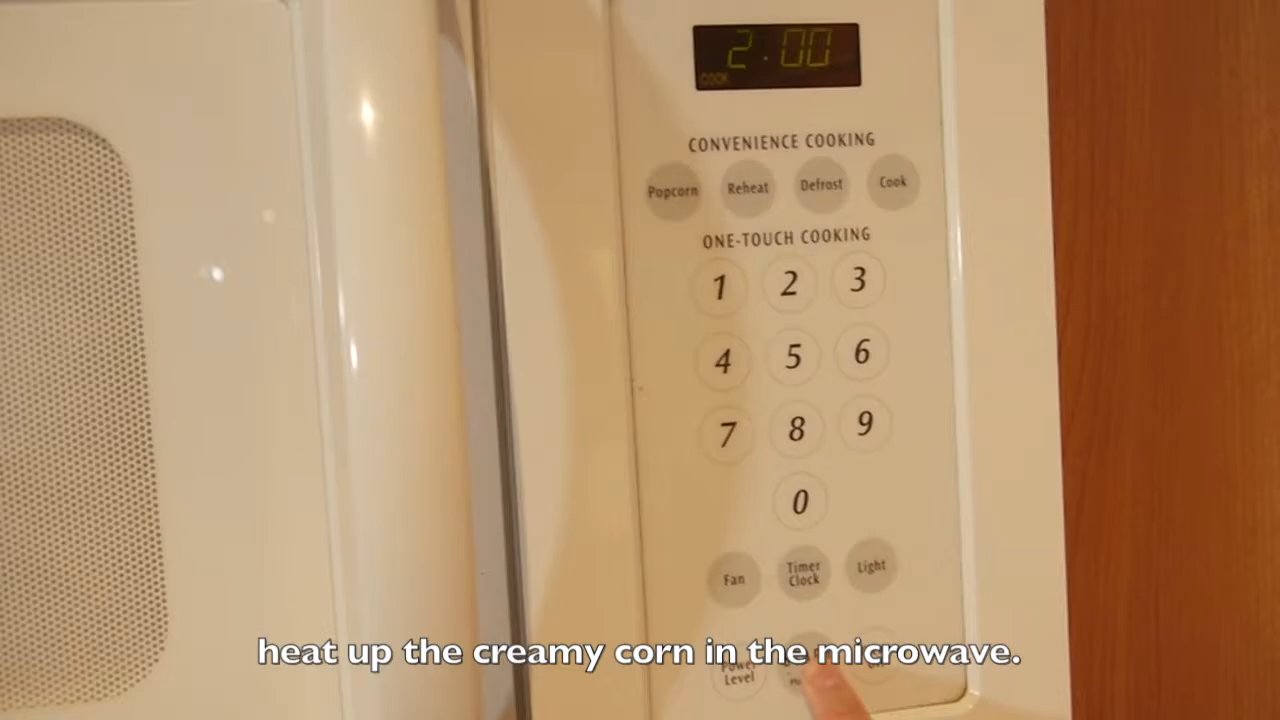 2:00
COOK
CONVENIENCE COOKING
Popcorn Reheat Defrost Cook
ONE-TOUCH COOKING
1 2 3
4 5 6
7 8 9
0
Fan Timer Clock Light
heat up the creamy corn in the microwave.
Power Level